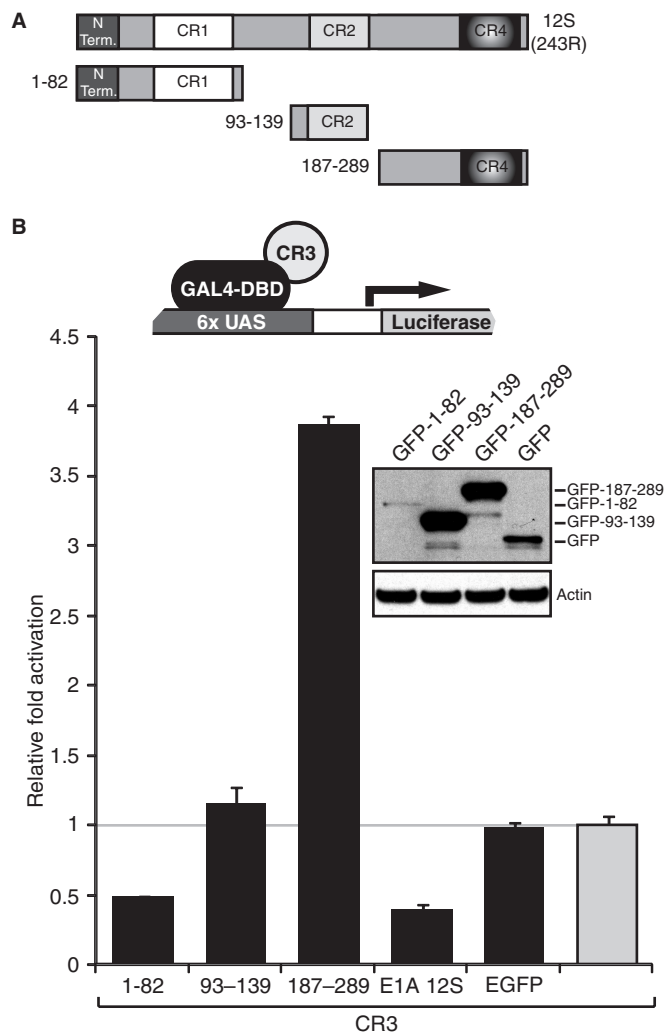 A
N
Term.
CR1
CR2
CR4
12S
(243R)
1-82
N
Term.
CR1
93-139
CR2
187-289
CR4
B
CR3
GAL4-DBD
6x UAS
Luciferase
4.5
4
3.5
3
2.5
2
1.5
1
0.5
0
Relative fold activation
GFP-1-82
GFP-93-139
GFP-187-289
GFP
GFP-187-289
GFP-1-82
GFP-93-139
GFP
Actin
1-82
93–139
187–289
E1A 12S
EGFP
CR3